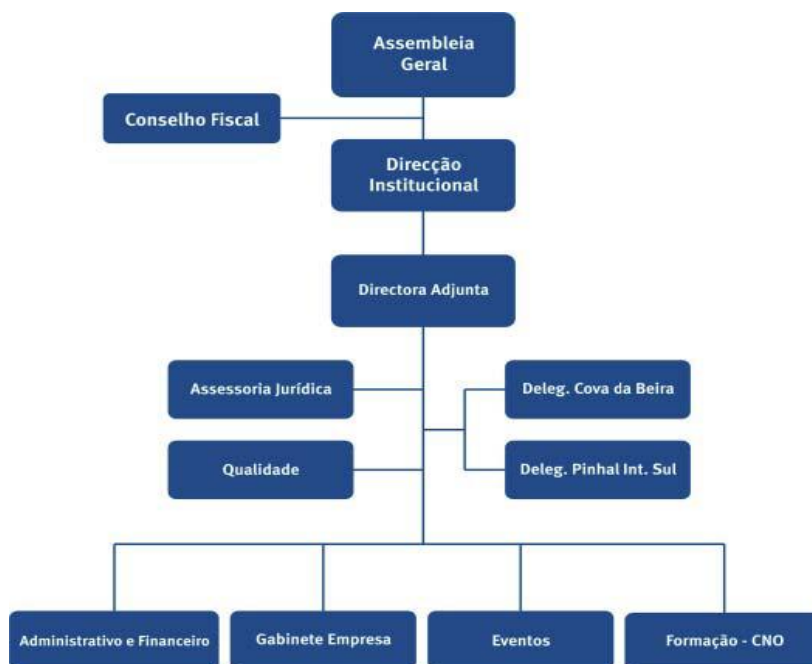 Assembleia
Geral
Conselho Fiscal
Direcção
Institucional
Directora Adjunta
Assessoria Jurídica
Deleg. Cova da Beira
Qualidade
Deleg. Pinhal Int. Sul
Administrativo e Financeiro
Gabinete Empresa
Eventos
Formação - CNO